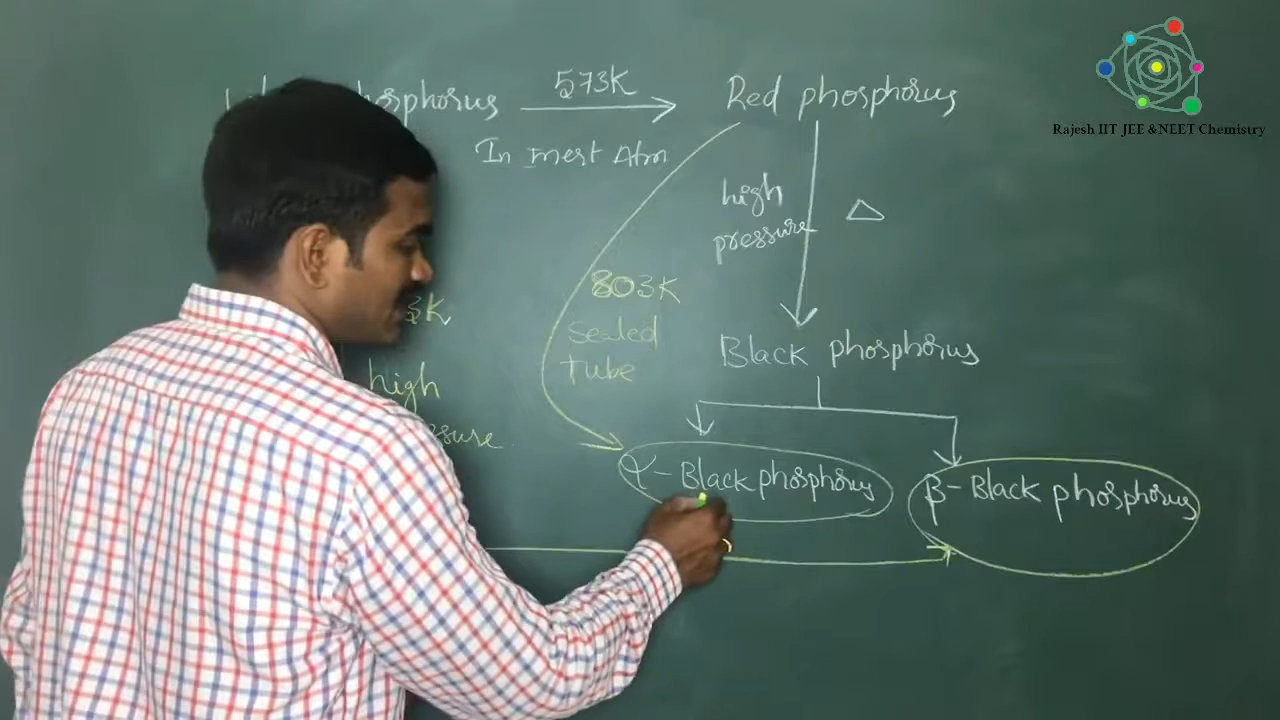 phosphorus 573K Red phosphorus
In inert Atm
high
pressure △
803K
sealed
Tube
3K
high
Black phosphorus
α - Black phosphorus
β - Black phosphorus
Rajesh IIT JEE &NEET Chemistry